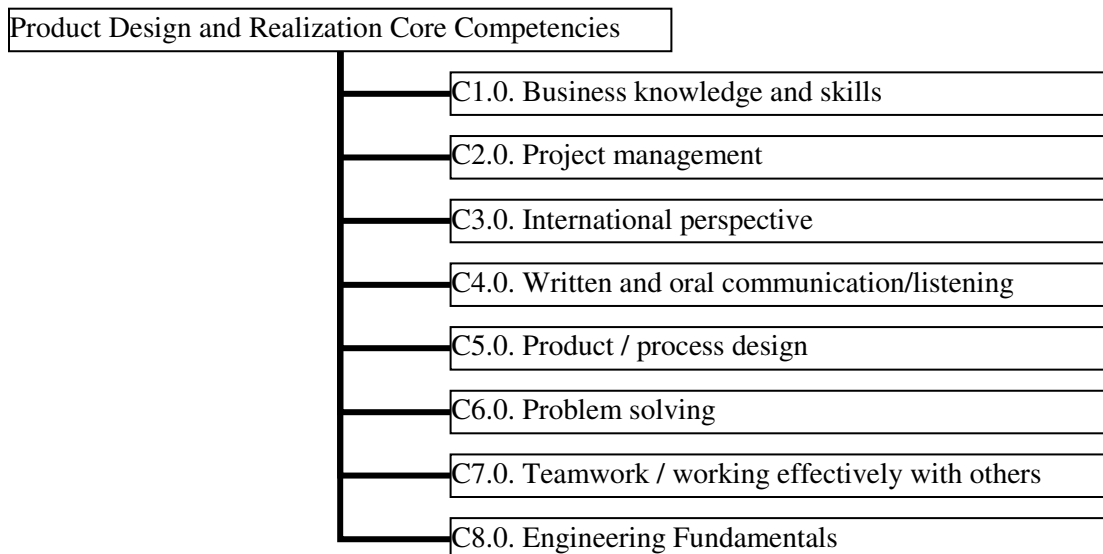 Product Design and Realization Core Competencies
C1.0. Business knowledge and skills
C2.0. Project management
C3.0. International perspective
C4.0. Written and oral communication/listening
C5.0. Product / process design
C6.0. Problem solving
C7.0. Teamwork / working effectively with others
C8.0. Engineering Fundamentals